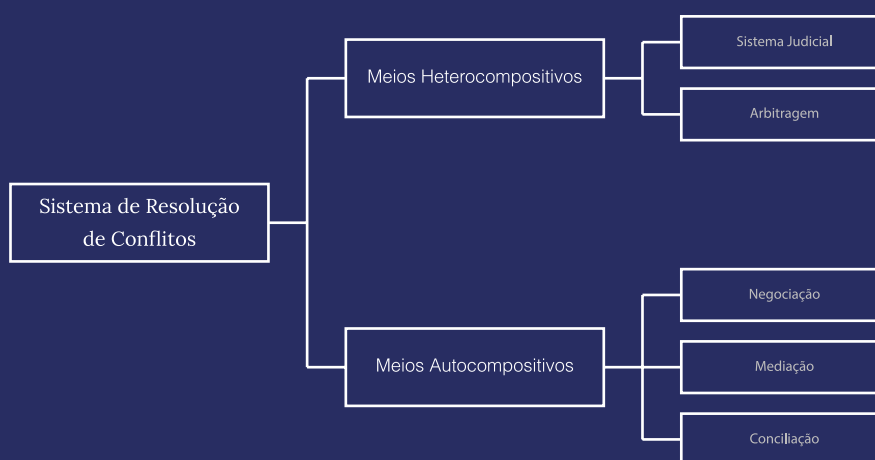 Sistema Judicial
Meios Heterocompositivos
Arbitragem
Sistema de Resolução
de Conflitos
Negociação
Meios Autocompositivos
Mediação
Conciliação